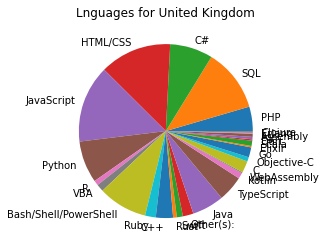 Lnguages for United Kingdom
C#
HTML/CSS
SQL
JavaScript
PHP
Clojure
WebAssembly
Elixir
Go
Objective-C
Kotlin
TypeScript
Python
R
VBA
Bash/Shell/PowerShell
Ruby
C++
Rust
Other(s):
Java